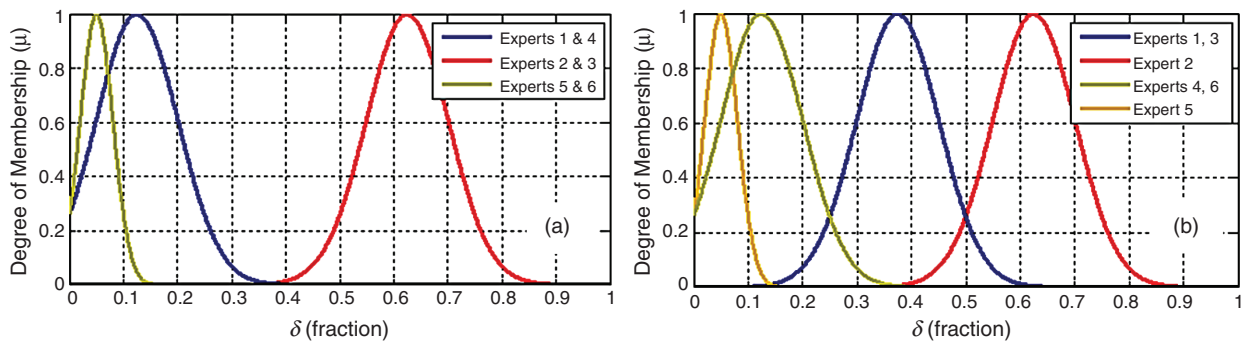 Degree of Membership (μ)
1
0.8
0.6
0.4
0.2
0
Experts 1 & 4
Experts 2 & 3
Experts 5 & 6
(a)
0 0.1 0.2 0.3 0.4 0.5 0.6 0.7 0.8 0.9 1
δ (fraction)
Degree of Membership (μ)
1
0.8
0.6
0.4
0.2
0
Experts 1, 3
Expert 2
Experts 4, 6
Expert 5
(b)
0 0.1 0.2 0.3 0.4 0.5 0.6 0.7 0.8 0.9 1
δ (fraction)